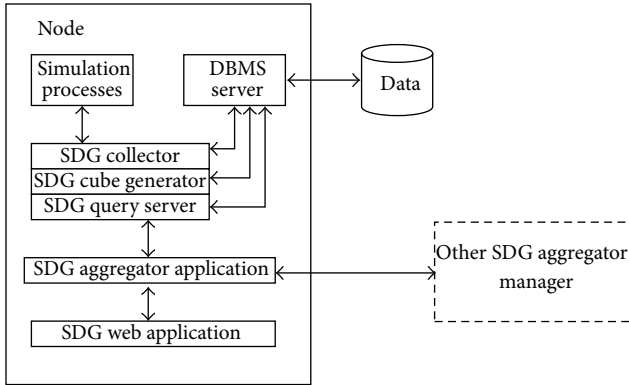 Node
Simulation
processes
DBMS
server
Data
SDG collector
SDG cube generator
SDG query server
SDG aggregator application
Other SDG aggregator
manager
SDG web application